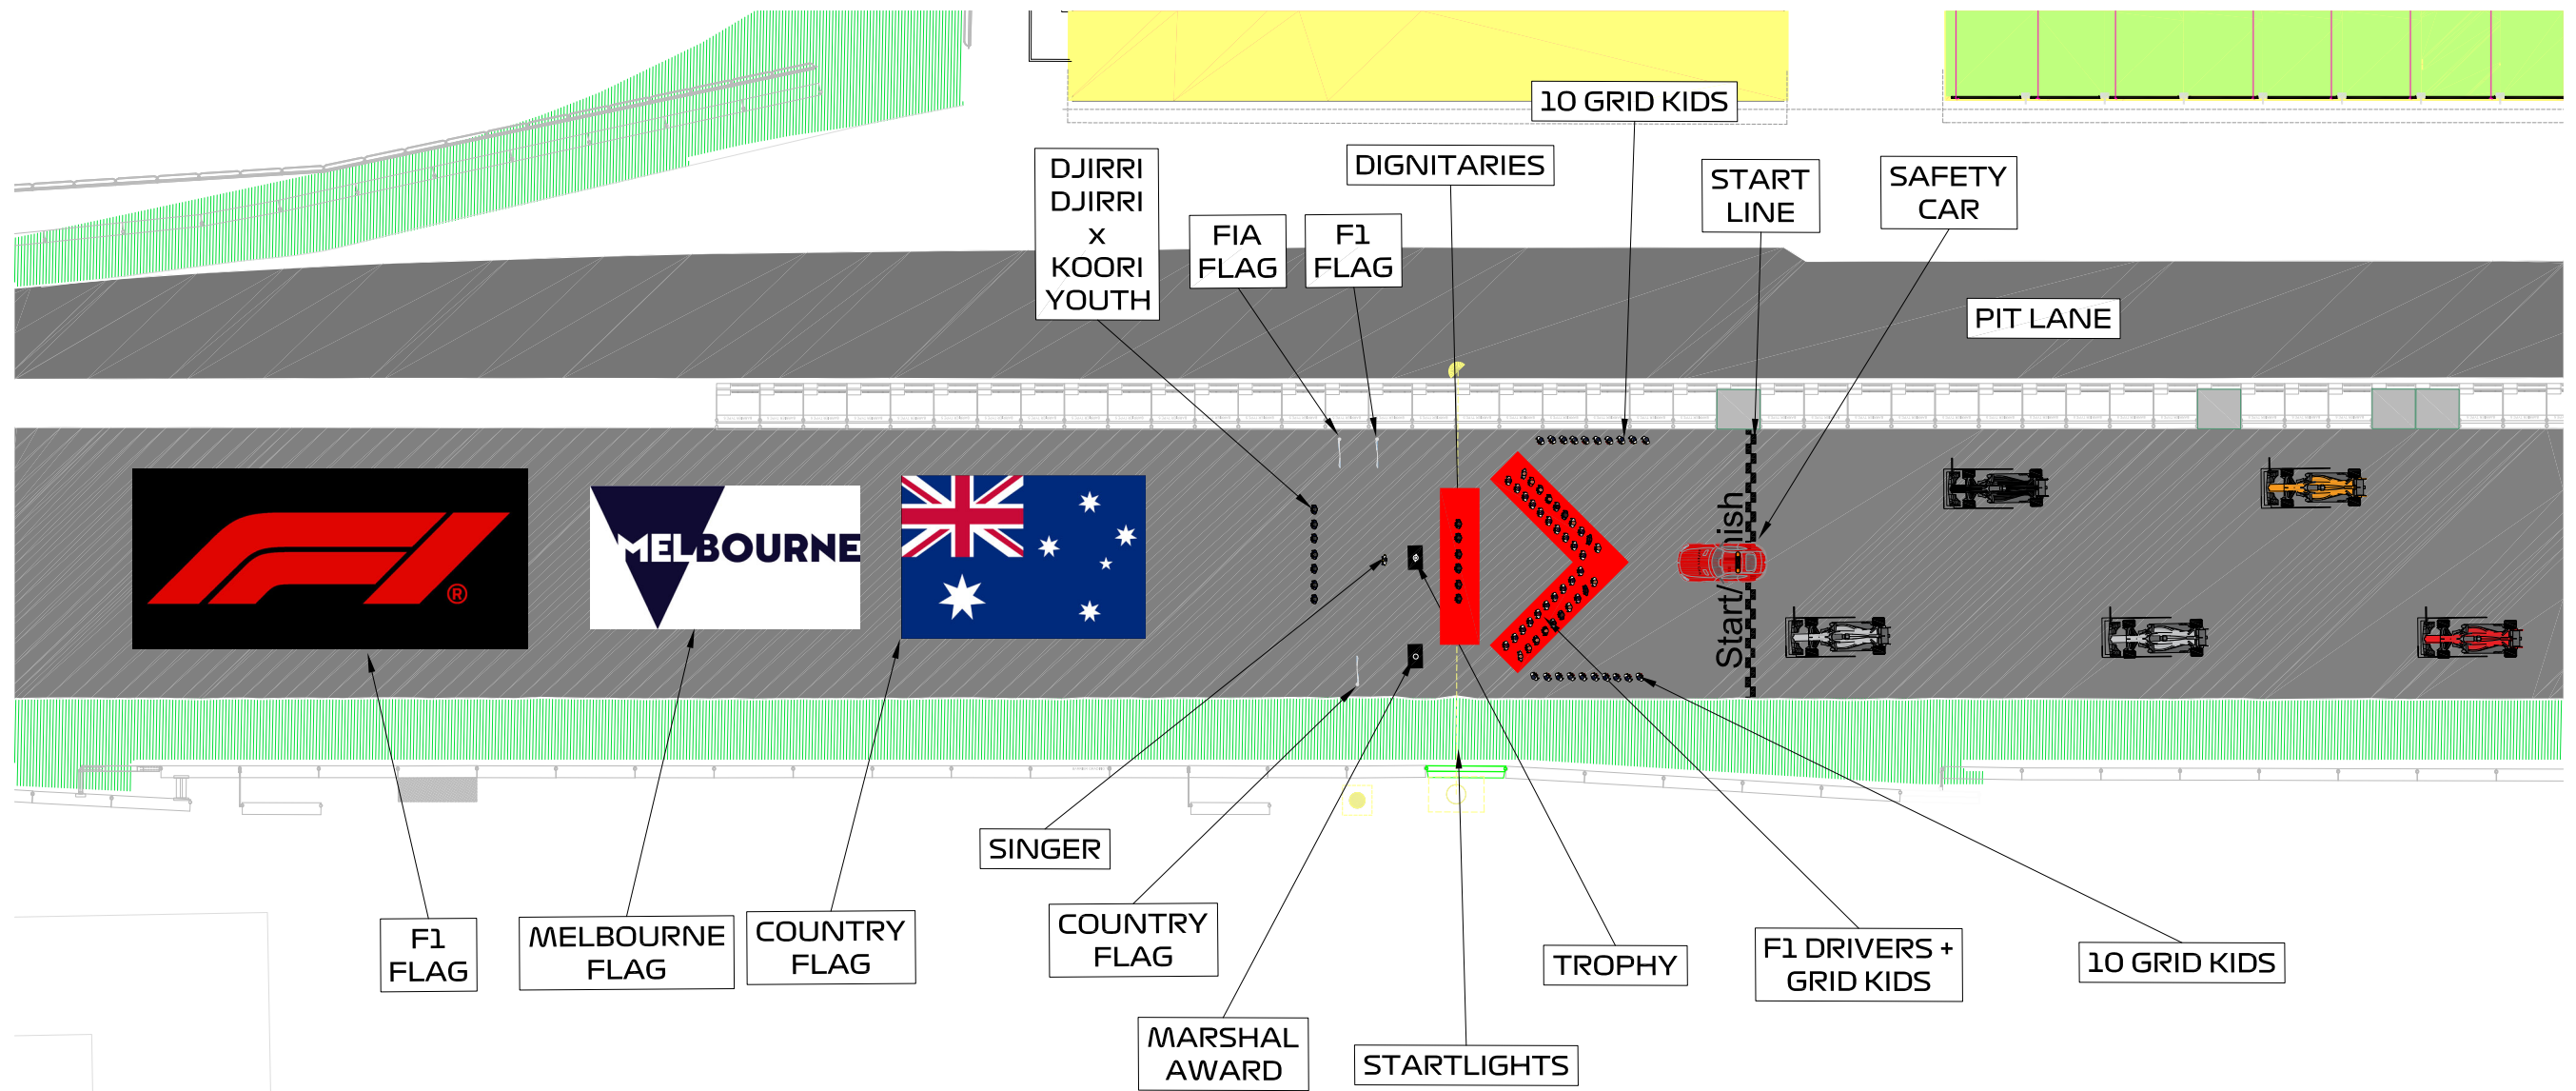 10 GRID KIDS
DJIRRI
DJIRRI
x
KOORI
YOUTH
DIGNITARIES
START
LINE
SAFETY
CAR
FIA
FLAG
F1
FLAG
PIT LANE
MELBOURNE
®
Start/
nish
SINGER
F1
FLAG
MELBOURNE
FLAG
COUNTRY
FLAG
COUNTRY
FLAG
TROPHY
F1 DRIVERS +
GRID KIDS
10 GRID KIDS
MARSHAL
AWARD
STARTLIGHTS